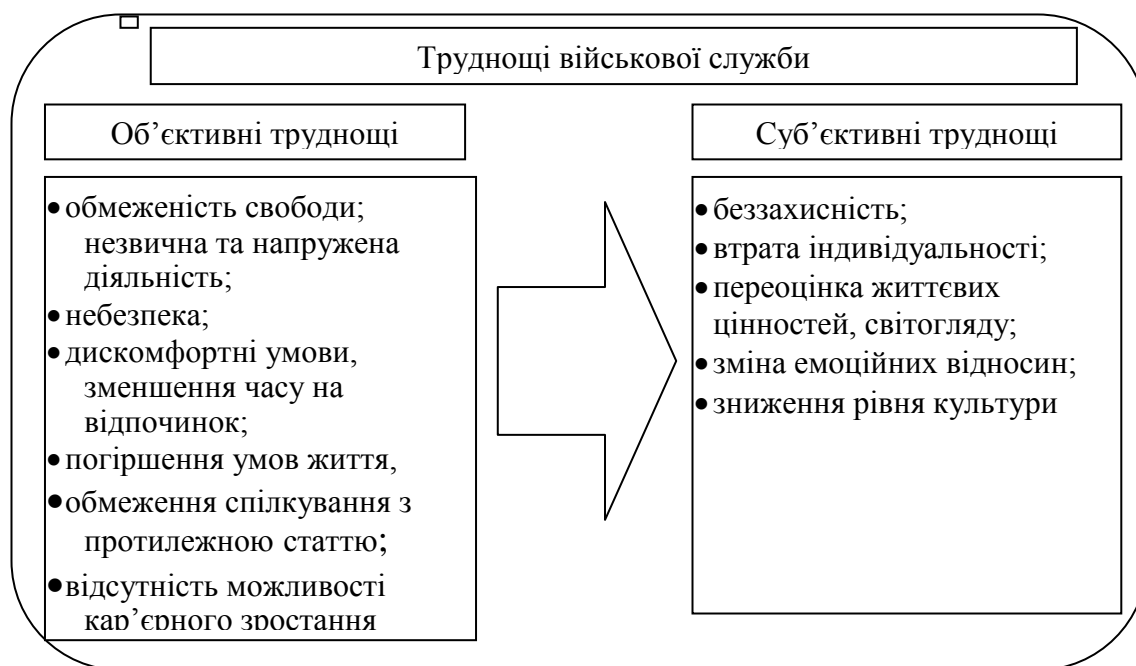 Труднощі військової служби
Об’єктивні труднощі
• обмеженість свободи;
незвична та напружена
діяльність;
• небезпека;
• дискомфортні умови,
зменшення часу на
відпочинок;
• погіршення умов життя,
• обмеження спілкування з
протилежною статтю;
• відсутність можливості
кар’єрного зростання
Суб’єктивні труднощі
• беззахисність;
• втрата індивідуальності;
• переоцінка життєвих
цінностей, світогляду;
• зміна емоційних відносин;
• зниження рівня культури